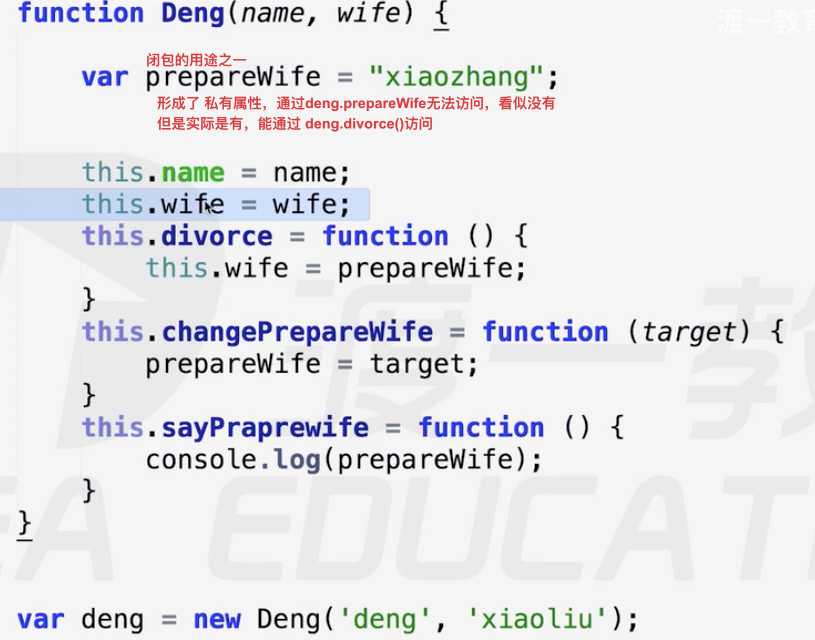 function Deng(name, wife) {
渡一教育
闭包的用途之一
var prepareWife = "xiaozhang";
形成了 私有属性，通过deng.prepareWife无法访问，看似没有
但是实际是有，能通过 deng.divorce()访问
this.name = name;
this.wife = wife;
this.divorce = function () {
this.wife = prepareWife;
}
this.changePrepareWife = function (target) {
prepareWife = target;
}
this.sayPraprewife = function () {
console.log(prepareWife);
}
}
渡一教
EDUCAT
var deng = new Deng('deng', 'xiaoliu');